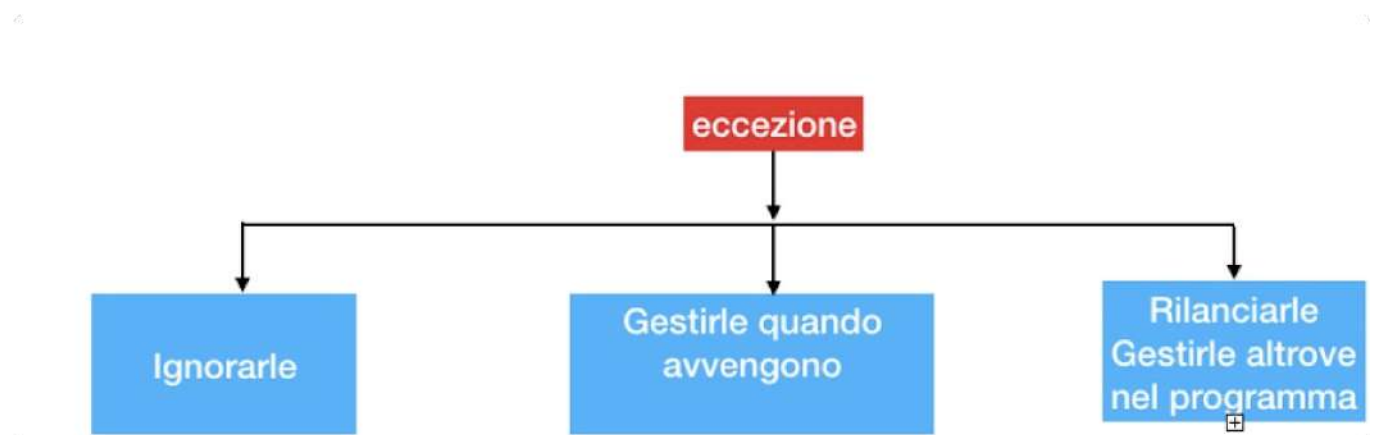 eccezione
Ignorarle
Gestirle quando
avvengono
Rilanciarle
Gestirle altrove
nel programma